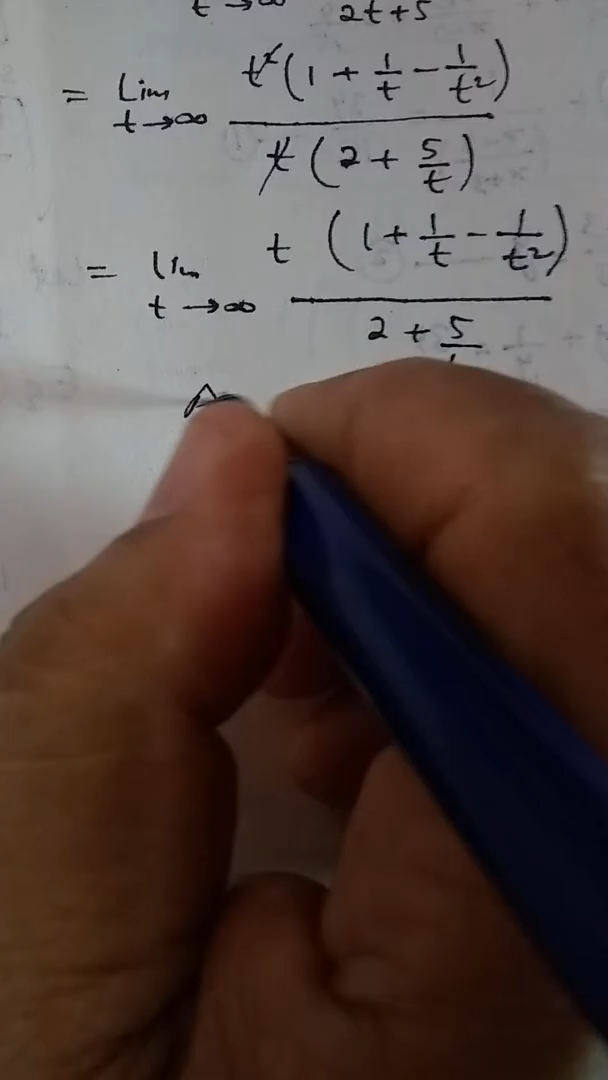 t → ∞ 2t+5
= Lim t² (1 + 1/t − 1/t²)
t → ∞ t (2 + 5/t)
= lim t (1 + 1/t − 1/t²)
t → ∞ 2 + 5/
A